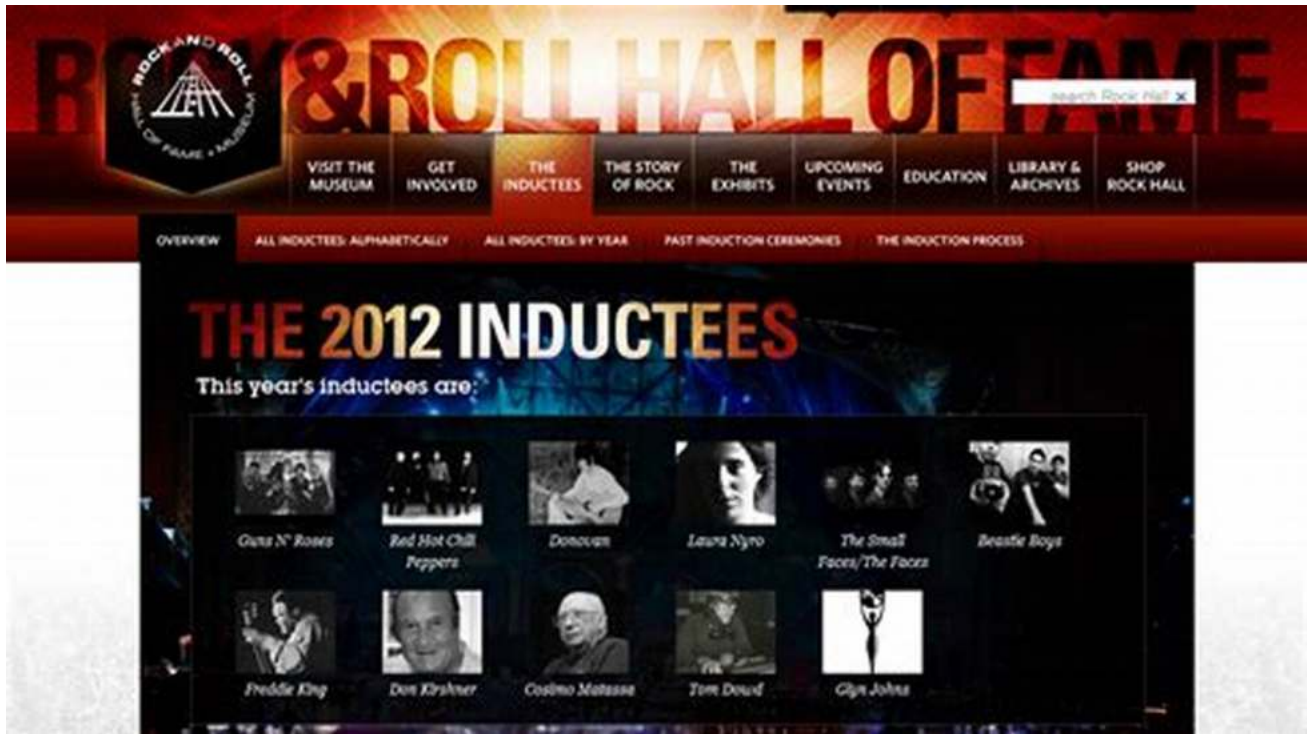 ROCK & ROLL HALL OF FAME
ROCK AND ROLL
HALL OF FAME + MUSEUM
search Rock Hall x
VISIT THE
MUSEUM
GET
INVOLVED
THE
INDUCTEES
THE STORY
OF ROCK
THE
EXHIBITS
UPCOMING
EVENTS
EDUCATION
LIBRARY &
ARCHIVES
SHOP
ROCK HALL
OVERVIEW
ALL INDUCTEES: ALPHABETICALLY
ALL INDUCTEES: BY YEAR
PAST INDUCTION CEREMONIES
THE INDUCTION PROCESS
THE 2012 INDUCTEES
This year's inductees are:
Guns N' Roses
Red Hot Chili
Peppers
Donovan
Laura Nyro
The Small
Faces/The Faces
Beastie Boys
Freddie King
Don Kirshner
Cosimo Matassa
Tom Dowd
Glyn Johns